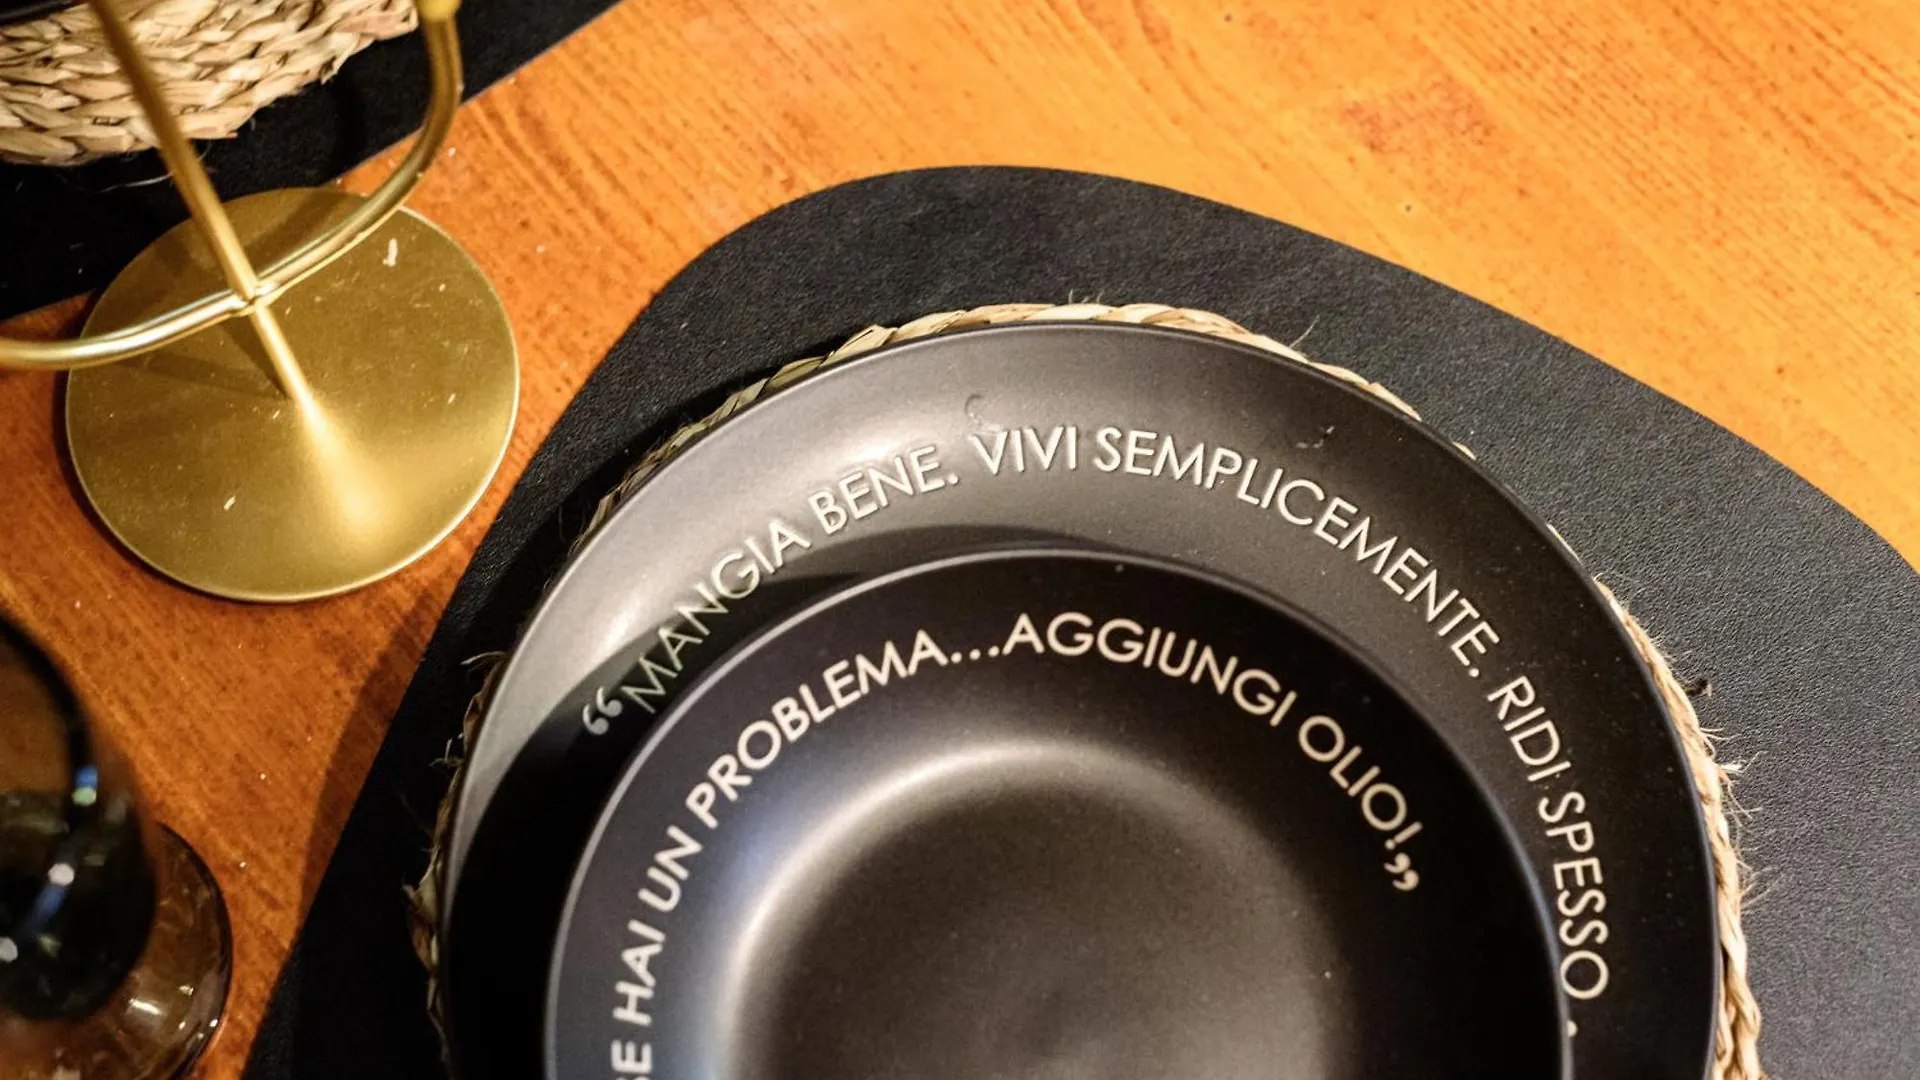 “MANGIA BENE. VIVI SEMPLICEMENTE. RIDI SPESSO.
SE HAI UN PROBLEMA...AGGIUNGI OLIO!”